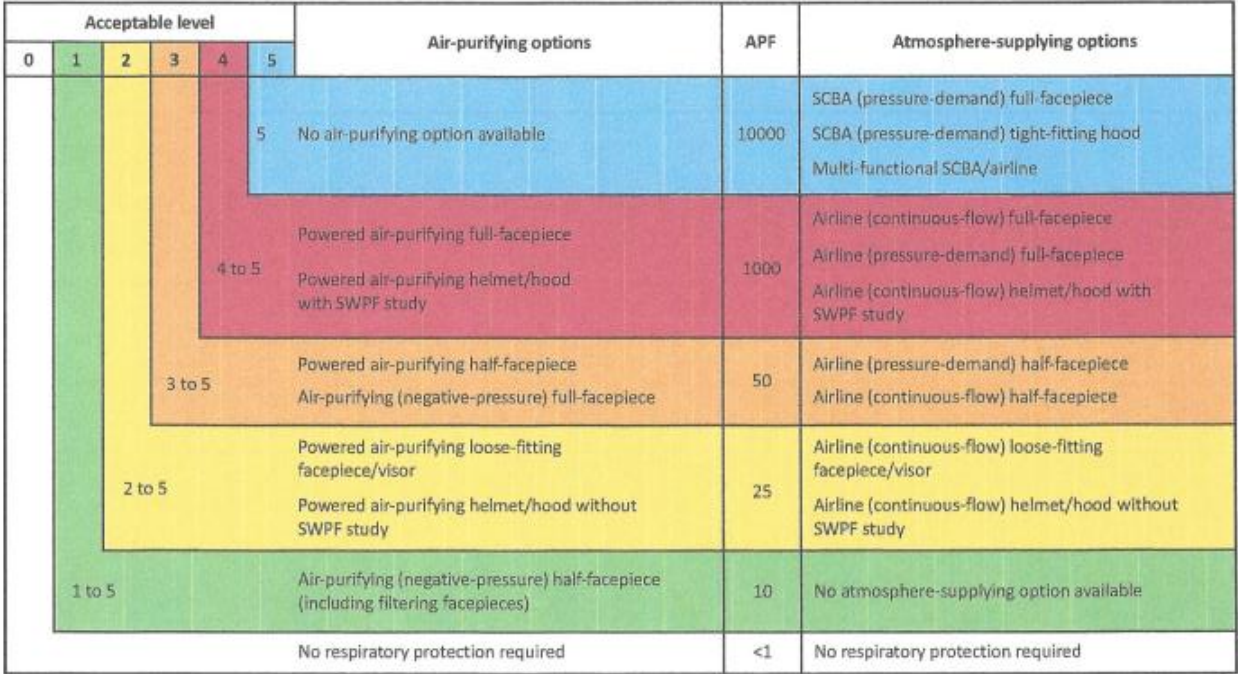 Acceptable level
Air-purifying options
APF
Atmosphere-supplying options
0 1 2 3 4 5
5
No air-purifying option available
10000
SCBA (pressure-demand) full-facepiece
SCBA (pressure-demand) tight-fitting hood
Multi-functional SCBA/airline
4 to 5
Powered air-purifying full-facepiece
Powered air-purifying helmet/hood
with SWPF study
1000
Airline (continuous-flow) full-facepiece
Airline (pressure-demand) full-facepiece
Airline (continuous-flow) helmet/hood with
SWPF study
3 to 5
Powered air-purifying half-facepiece
Air-purifying (negative-pressure) full-facepiece
50
Airline (pressure-demand) half-facepiece
Airline (continuous-flow) half-facepiece
2 to 5
Powered air-purifying loose-fitting
facepiece/visor
Powered air-purifying helmet/hood without
SWPF study
25
Airline (continuous-flow) loose-fitting
facepiece/visor
Airline (continuous-flow) helmet/hood without
SWPF study
1 to 5
Air-purifying (negative-pressure) half-facepiece
(including filtering facepieces)
10
No atmosphere-supplying option available
No respiratory protection required
<1
No respiratory protection required